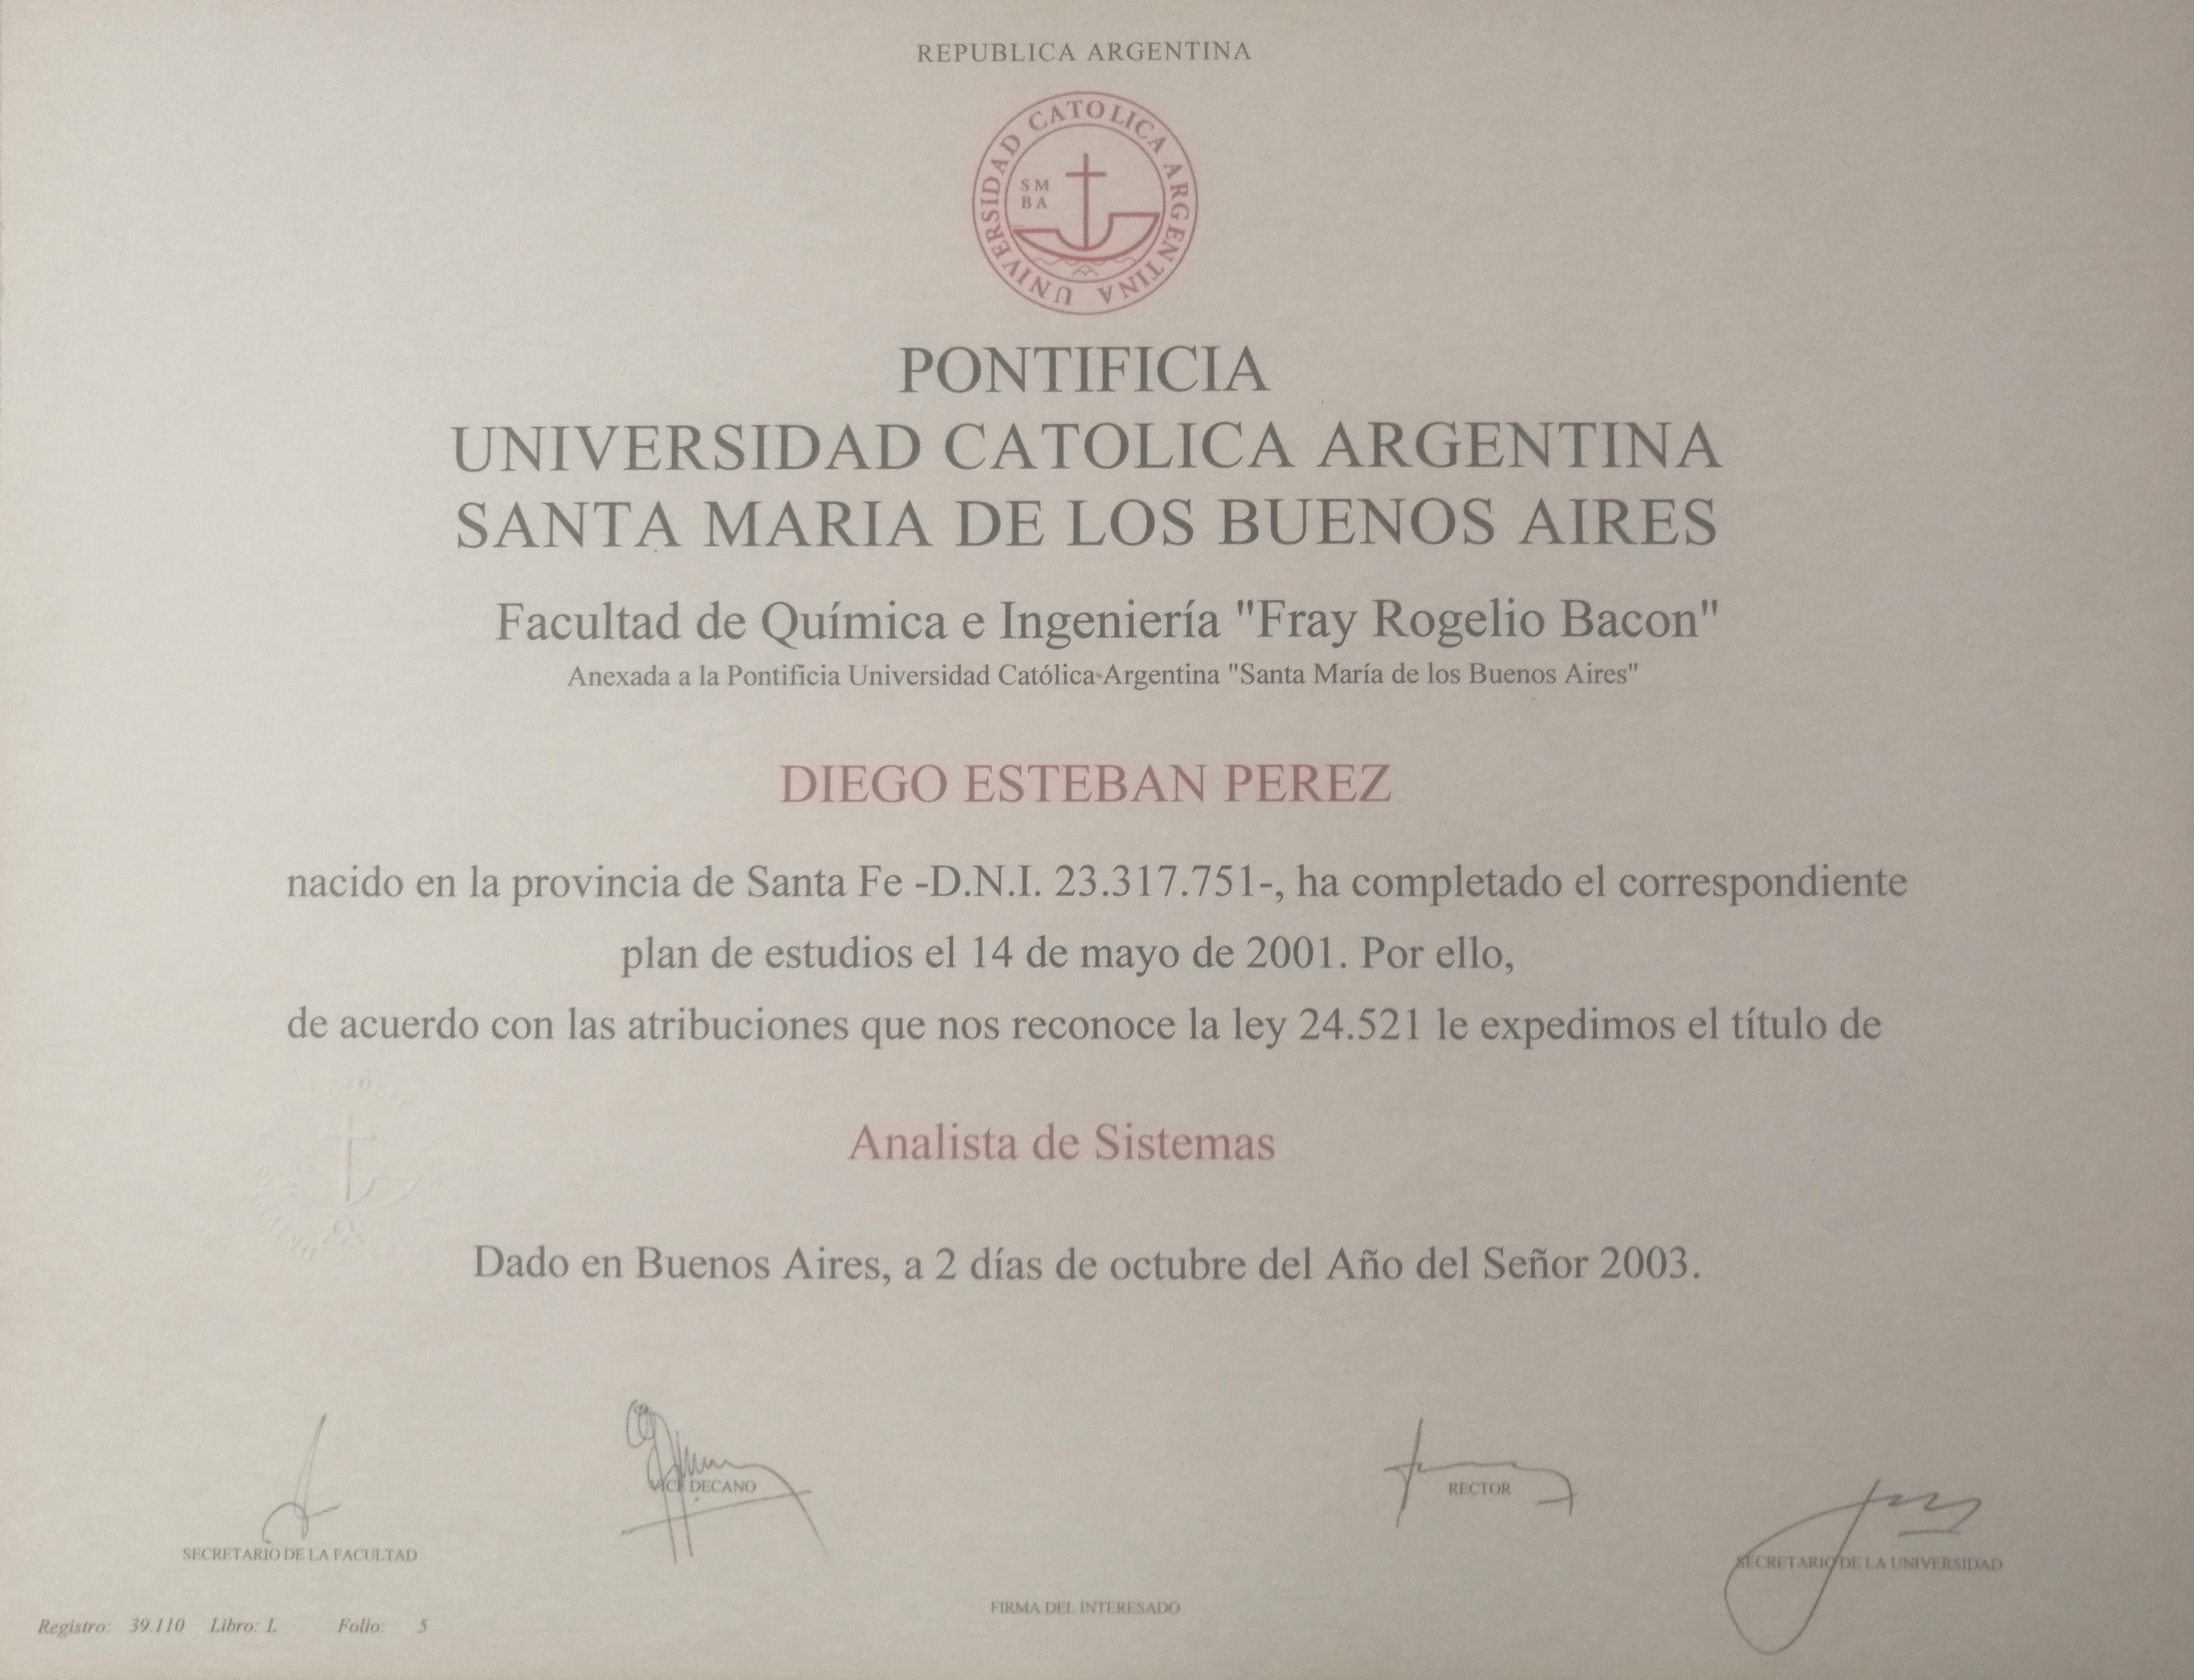 REPUBLICA ARGENTINA
UNIVERSIDAD CATOLICA ARGENTINA
SM
BA
PONTIFICIA
UNIVERSIDAD CATOLICA ARGENTINA
SANTA MARIA DE LOS BUENOS AIRES
Facultad de Química e Ingeniería "Fray Rogelio Bacon"
Anexada a la Pontificia Universidad Católica Argentina "Santa María de los Buenos Aires"
DIEGO ESTEBAN PEREZ
nacido en la provincia de Santa Fe -D.N.I. 23.317.751-, ha completado el correspondiente
plan de estudios el 14 de mayo de 2001. Por ello,
de acuerdo con las atribuciones que nos reconoce la ley 24.521 le expedimos el título de
Analista de Sistemas
Dado en Buenos Aires, a 2 días de octubre del Año del Señor 2003.
VICE DECANO
RECTOR
SECRETARIO DE LA FACULTAD
SECRETARIO DE LA UNIVERSIDAD
FIRMA DEL INTERESADO
Registro: 39.110 Libro: L Folio: 5